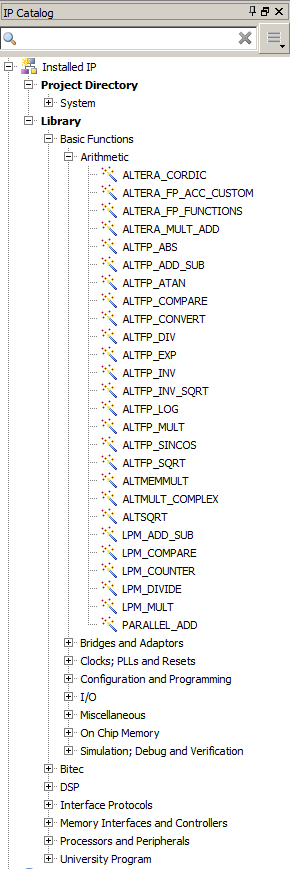 IP Catalog
Installed IP
Project Directory
System
Library
Basic Functions
Arithmetic
ALTERA_CORDIC
ALTERA_FP_ACC_CUSTOM
ALTERA_FP_FUNCTIONS
ALTERA_MULT_ADD
ALTFP_ABS
ALTFP_ADD_SUB
ALTFP_ATAN
ALTFP_COMPARE
ALTFP_CONVERT
ALTFP_DIV
ALTFP_EXP
ALTFP_INV
ALTFP_INV_SQRT
ALTFP_LOG
ALTFP_MULT
ALTFP_SINCOS
ALTFP_SQRT
ALTMEMMULT
ALTMULT_COMPLEX
ALTSQRT
LPM_ADD_SUB
LPM_COMPARE
LPM_COUNTER
LPM_DIVIDE
LPM_MULT
PARALLEL_ADD
Bridges and Adaptors
Clocks; PLLs and Resets
Configuration and Programming
I/O
Miscellaneous
On Chip Memory
Simulation; Debug and Verification
Bitec
DSP
Interface Protocols
Memory Interfaces and Controllers
Processors and Peripherals
University Program